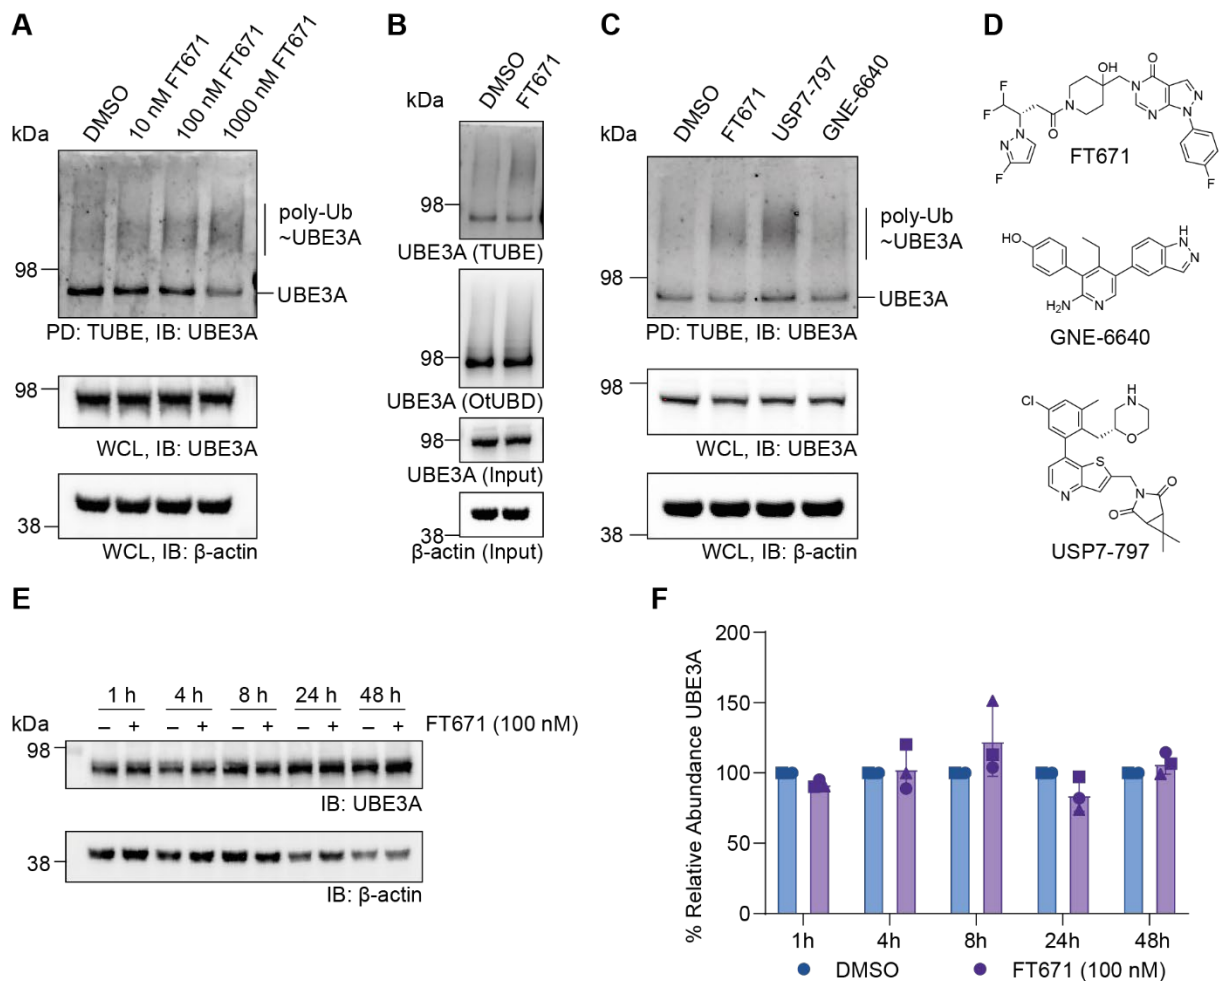 A
kDa
DMSO
10 nM FT671
100 nM FT671
1000 nM FT671
98
poly-Ub
~UBE3A
UBE3A
PD: TUBE, IB: UBE3A
98
WCL, IB: UBE3A
38
WCL, IB: β-actin
B
kDa
DMSO
FT671
98
UBE3A (TUBE)
98
UBE3A (OtUBD)
98
UBE3A (Input)
38
β-actin (Input)
C
kDa
DMSO
FT671
USP7-797
GNE-6640
98
poly-Ub
~UBE3A
UBE3A
PD: TUBE, IB: UBE3A
98
WCL, IB: UBE3A
38
WCL, IB: β-actin
D
OH
O
F
N
N
N
F
N
N
O
N
N
N
F
F
FT671
HO
H
N
N
H₂N
N
GNE-6640
H
N
Cl
O
S
N
N
O
O
USP7-797
E
1 h 4 h 8 h 24 h 48 h
kDa
– + – + – + – + – + FT671 (100 nM)
98
IB: UBE3A
38
IB: β-actin
F
% Relative Abundance UBE3A
200
150
100
50
0
1h 4h 8h 24h 48h
DMSO FT671 (100 nM)